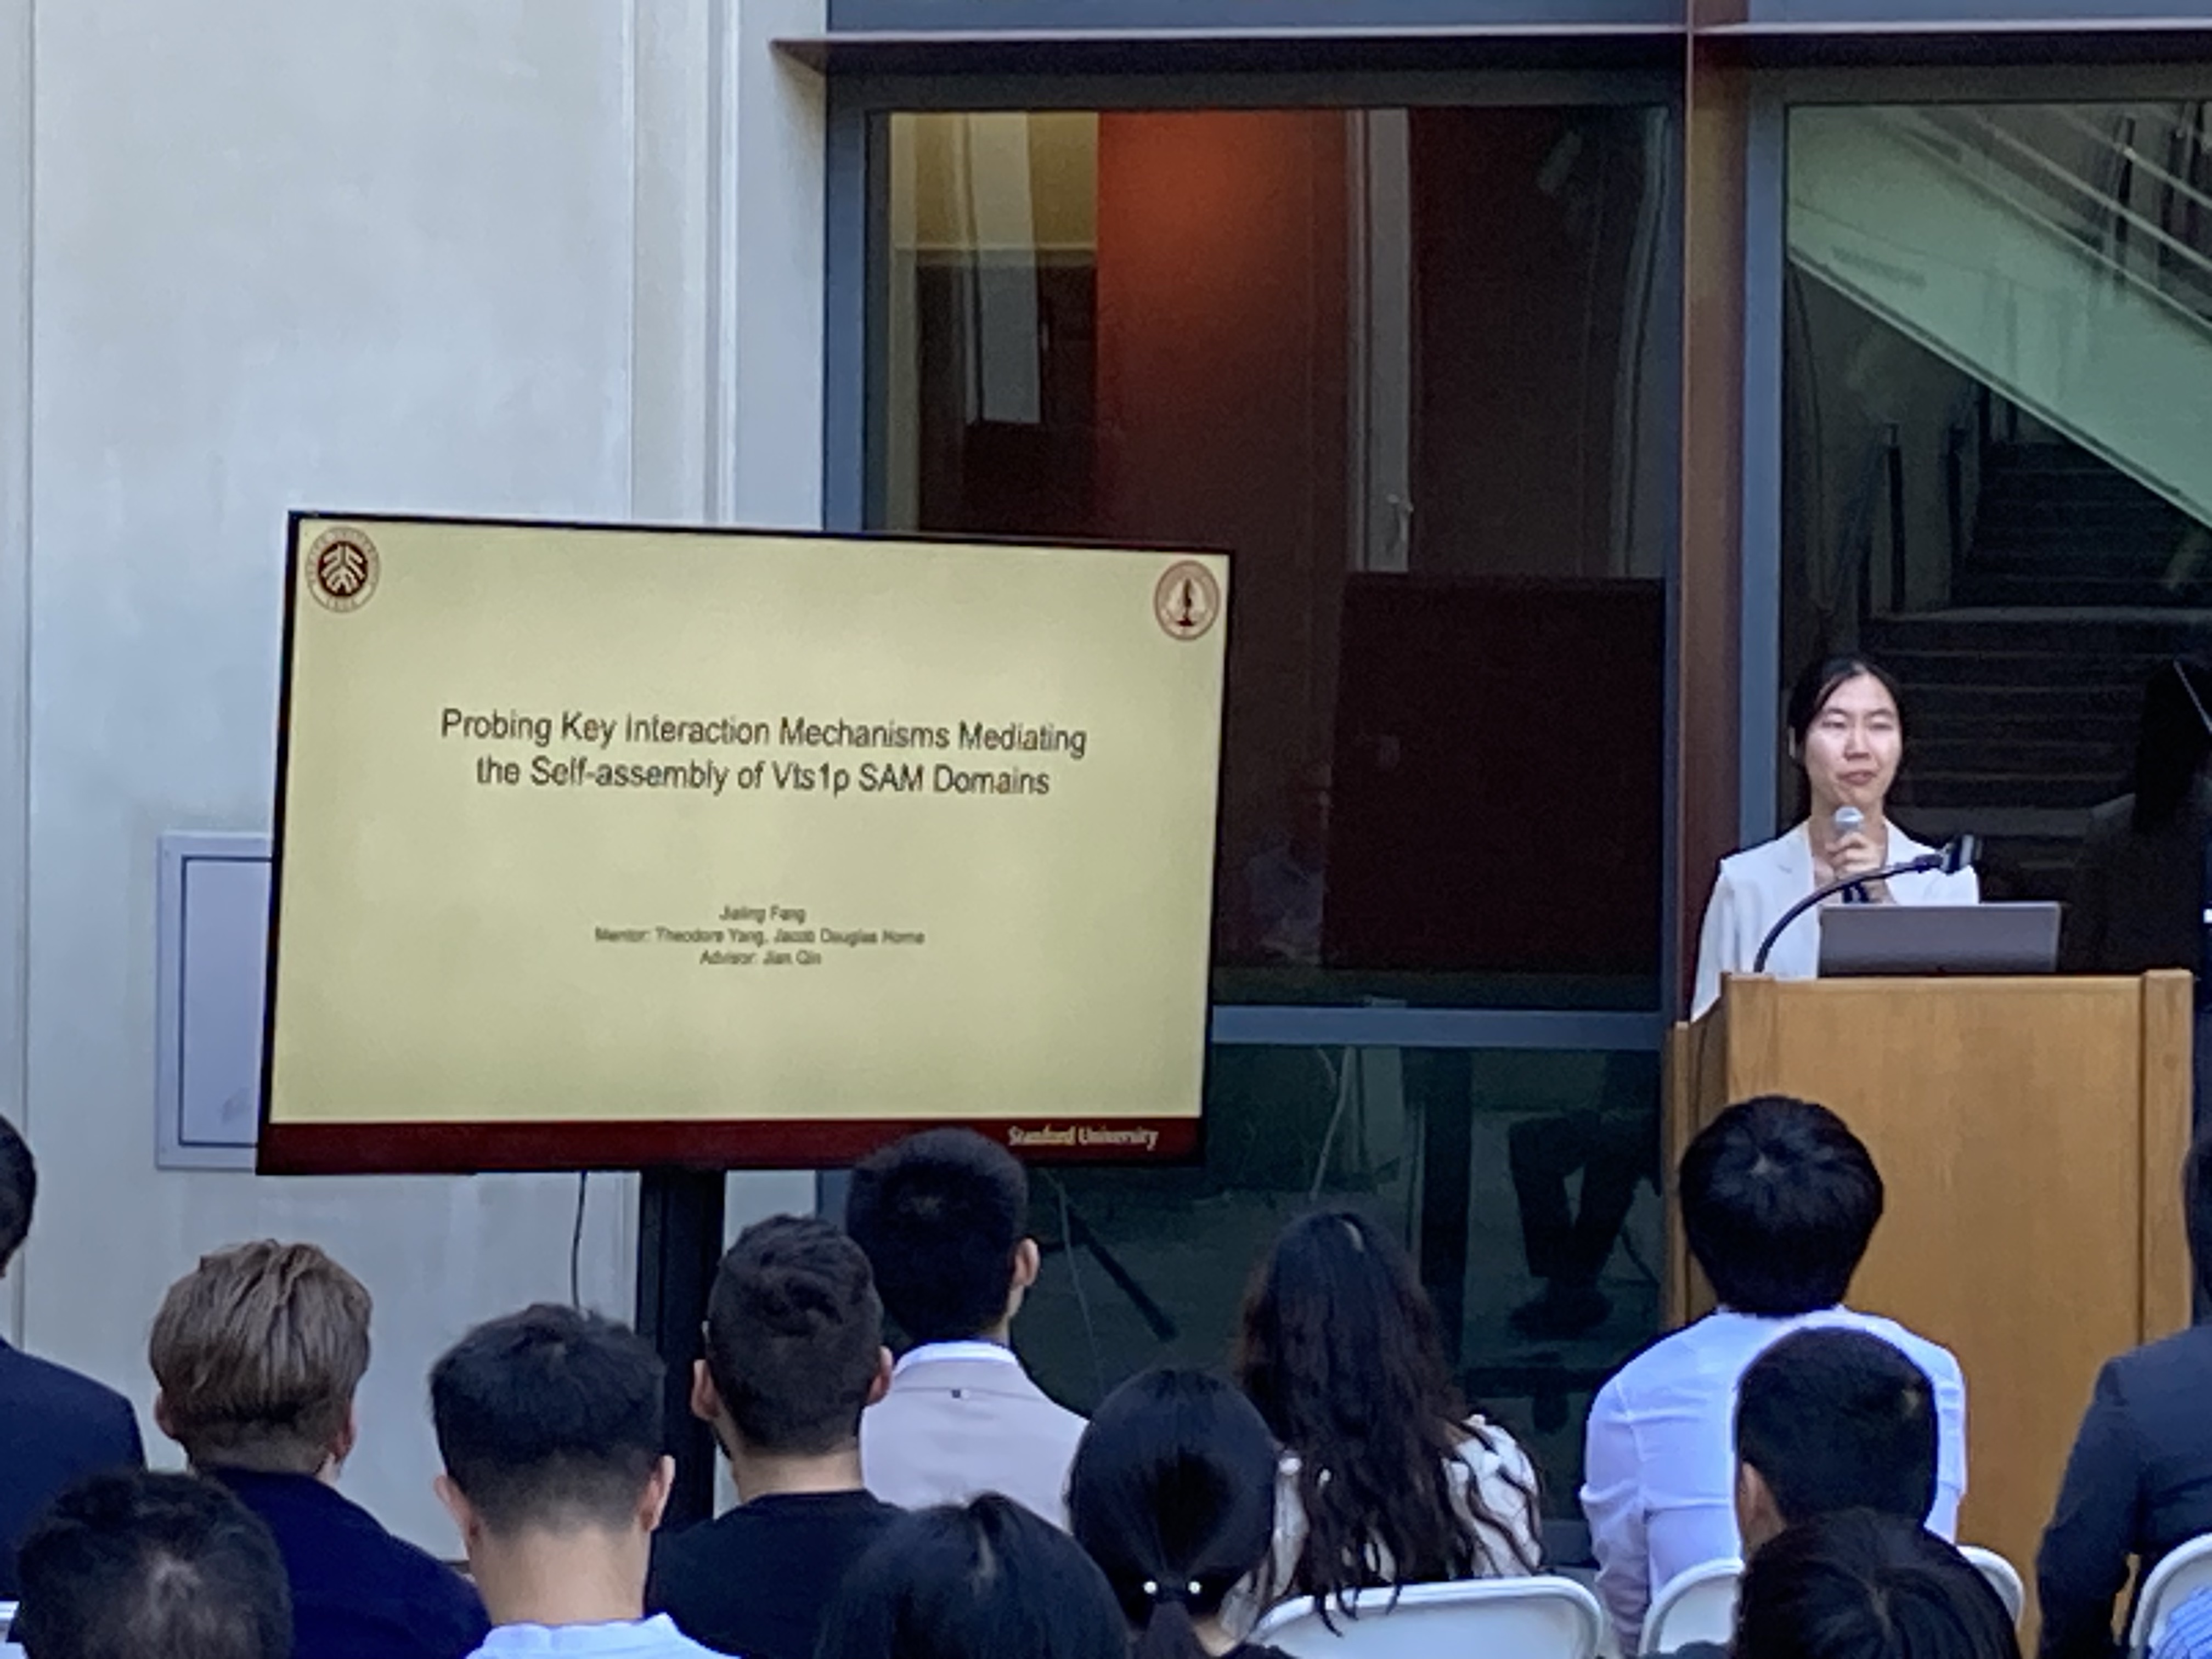 Probing Key Interaction Mechanisms Mediating
the Self-assembly of Vts1p SAM Domains
Jialing Fang
Mentor: Theodore Yang, Jacob Douglas Horne
Advisor: Jian Qin
Stanford University